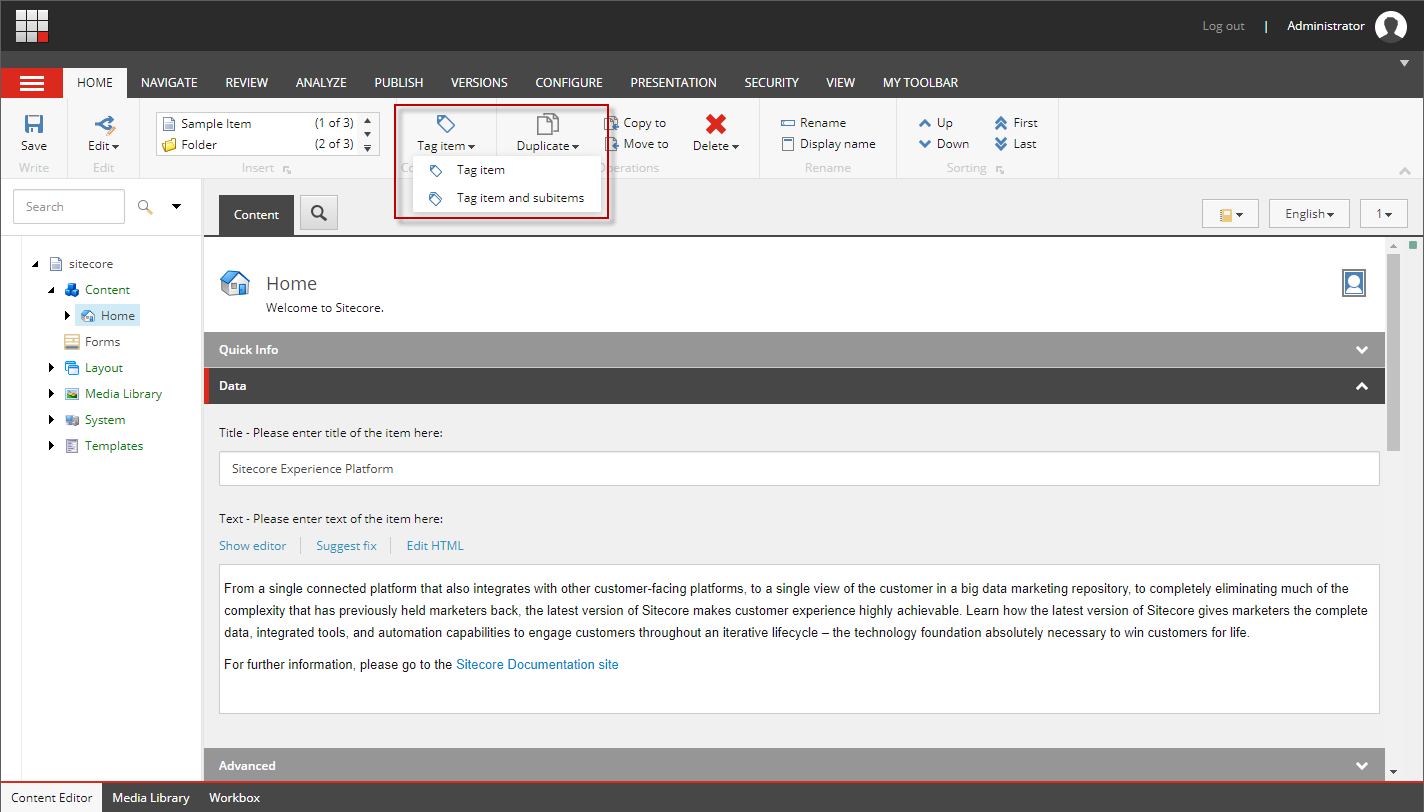 Log out | Administrator
HOME NAVIGATE REVIEW ANALYZE PUBLISH VERSIONS CONFIGURE PRESENTATION SECURITY VIEW MY TOOLBAR
Sample Item (1 of 3) Copy to Rename Up First
Save Edit Folder (2 of 3) Tag item Duplicate Move to Delete Display name Down Last
Write Edit Insert Co perations Rename Sorting
Tag item
Tag item and subitems
Search
Content English 1
sitecore
Content
Home
Forms
Layout
Media Library
System
Templates
Home
Welcome to Sitecore.
Quick Info
Data
Title - Please enter title of the item here:
Sitecore Experience Platform
Text - Please enter text of the item here:
Show editor Suggest fix Edit HTML
From a single connected platform that also integrates with other customer-facing platforms, to a single view of the customer in a big data marketing repository, to completely eliminating much of the
complexity that has previously held marketers back, the latest version of Sitecore makes customer experience highly achievable. Learn how the latest version of Sitecore gives marketers the complete
data, integrated tools, and automation capabilities to engage customers throughout an iterative lifecycle – the technology foundation absolutely necessary to win customers for life.
For further information, please go to the Sitecore Documentation site
Advanced
Content Editor Media Library Workbox